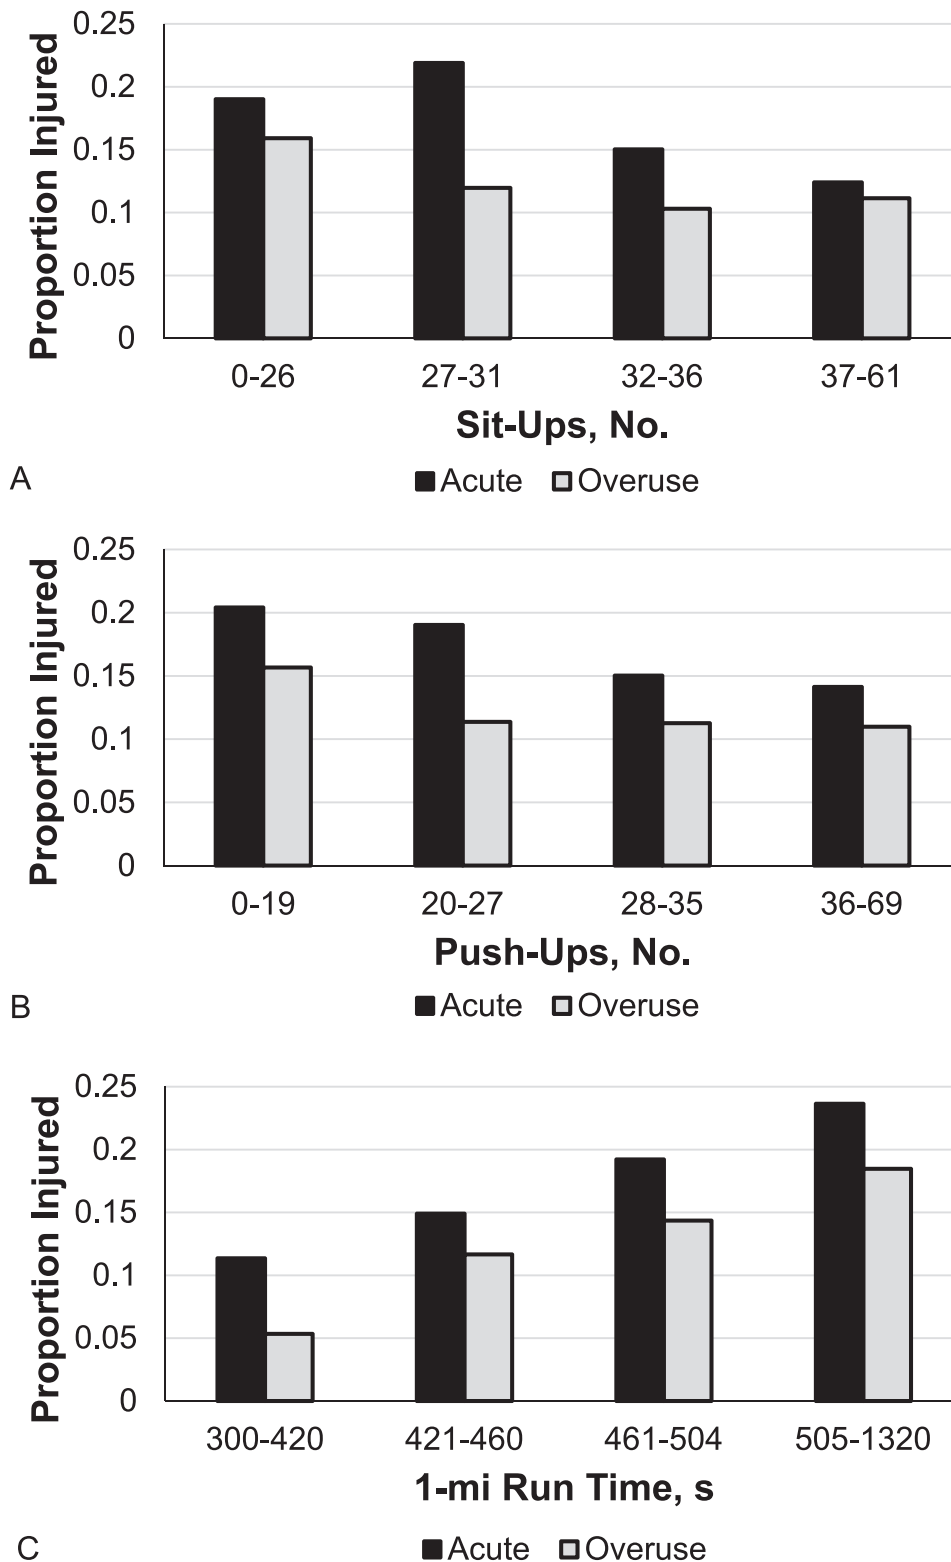 Proportion Injured
0.25
0.2
0.15
0.1
0.05
0
0-26 27-31 32-36 37-61
Sit-Ups, No.
A
Acute Overuse
Proportion Injured
0.25
0.2
0.15
0.1
0.05
0
0-19 20-27 28-35 36-69
Push-Ups, No.
B
Acute Overuse
Proportion Injured
0.25
0.2
0.15
0.1
0.05
0
300-420 421-460 461-504 505-1320
1-mi Run Time, s
C
Acute Overuse